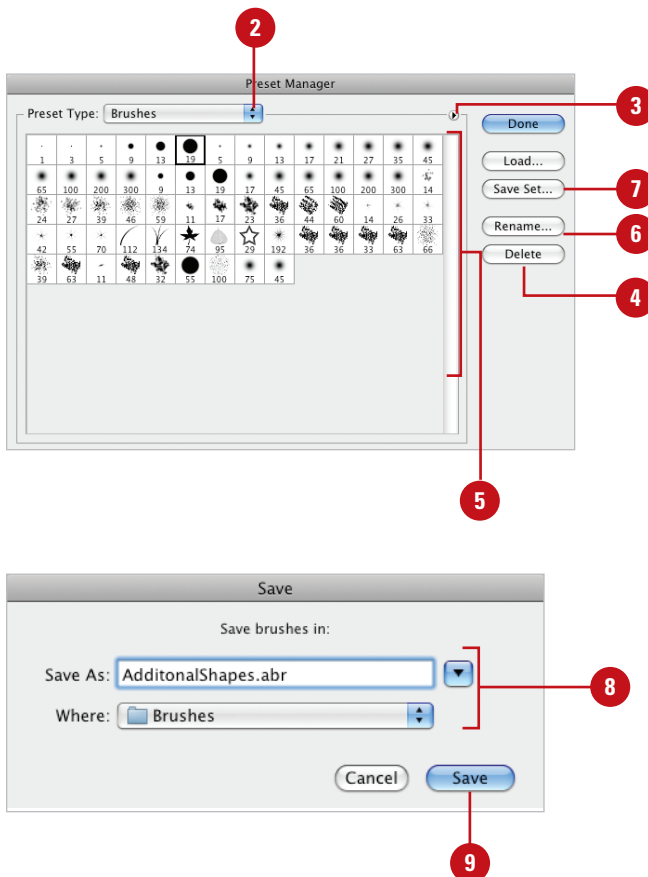 2
Preset Manager
Preset Type: Brushes
3
Done
1 3 5 9 13 19 5 9 13 17 21 27 35 45
Load...
65 100 200 300 9 13 19 17 45 65 100 200 300 14
Save Set...
7
24 27 39 46 59 11 17 23 36 44 60 14 26 33
Rename...
6
42 55 70 112 134 74 95 29 192 36 36 33 63 66
Delete
39 63 11 48 32 55 100 75 45
4
5
Save
Save brushes in:
Save As: AdditonalShapes.abr
8
Where: Brushes
Cancel Save
9